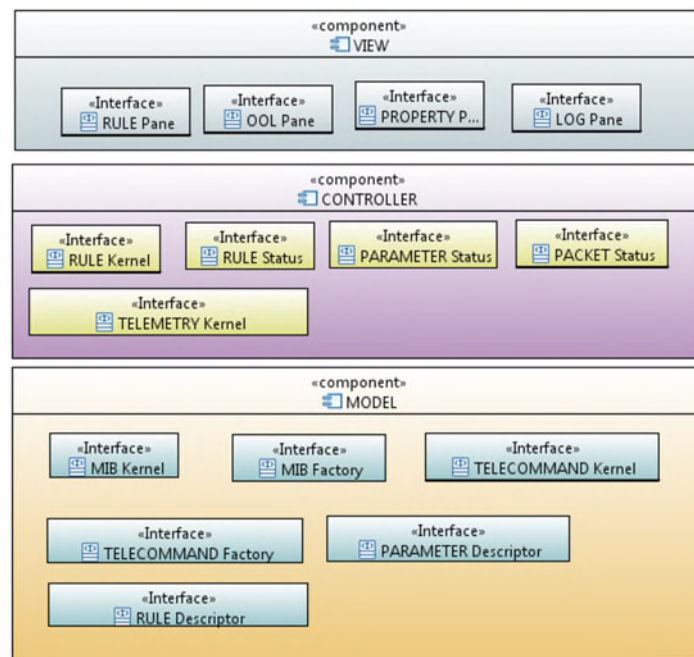 «component»
VIEW
«Interface» «Interface» «Interface» «Interface»
RULE Pane OOL Pane PROPERTY P... LOG Pane
«component»
CONTROLLER
«Interface» «Interface» «Interface» «Interface»
RULE Kernel RULE Status PARAMETER Status PACKET Status
«Interface»
TELEMETRY Kernel
«component»
MODEL
«Interface» «Interface» «Interface»
MIB Kernel MIB Factory TELECOMMAND Kernel
«Interface» «Interface»
TELECOMMAND Factory PARAMETER Descriptor
«Interface»
RULE Descriptor